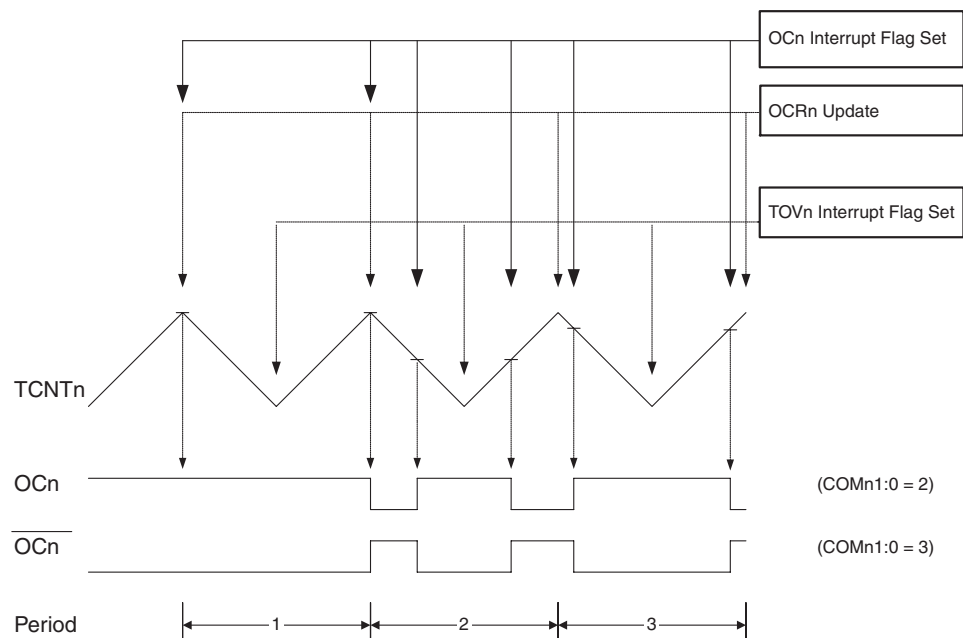 OCn Interrupt Flag Set
OCRn Update
TOVn Interrupt Flag Set
TCNTn
OCn
(COMn1:0 = 2)
OCn
(COMn1:0 = 3)
Period
1
2
3